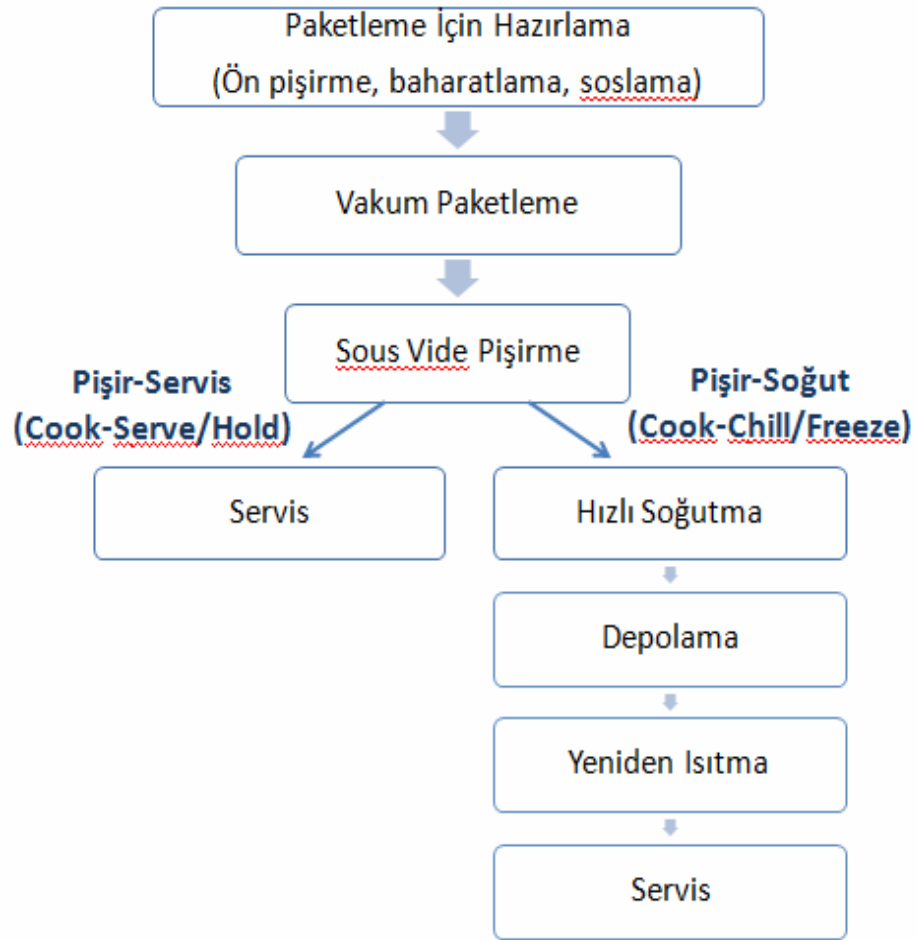 Paketleme İçin Hazırlama
(Ön pişirme, baharatlama, soslama)
Vakum Paketleme
Sous Vide Pişirme
Pişir-Servis
(Cook-Serve/Hold)
Pişir-Soğut
(Cook-Chill/Freeze)
Servis
Hızlı Soğutma
Depolama
Yeniden Isıtma
Servis